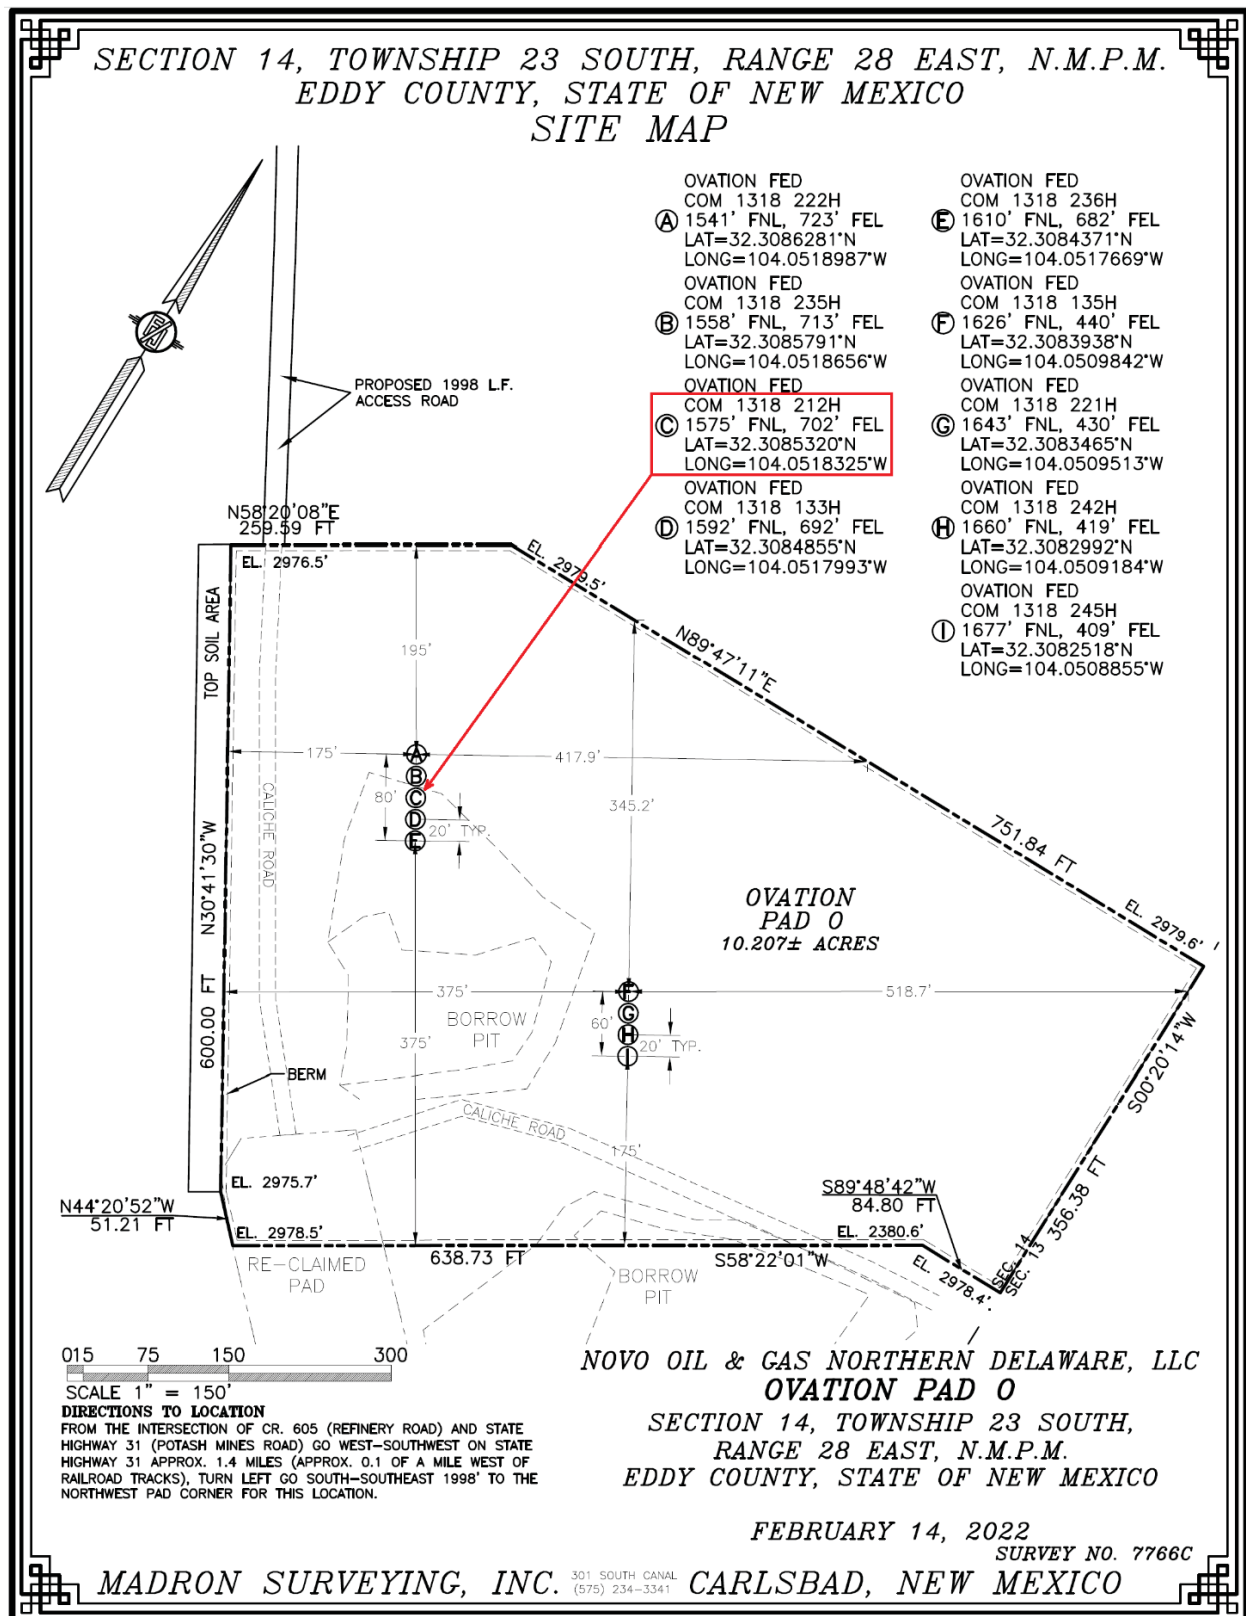 SECTION 14, TOWNSHIP 23 SOUTH, RANGE 28 EAST, N.M.P.M.
EDDY COUNTY, STATE OF NEW MEXICO
SITE MAP
OVATION FED
COM 1318 222H
A 1541' FNL, 723' FEL
LAT=32.3086281°N
LONG=104.0518987°W
OVATION FED
COM 1318 235H
B 1558' FNL, 713' FEL
LAT=32.3085791°N
LONG=104.0518656°W
OVATION FED
COM 1318 212H
C 1575' FNL, 702' FEL
LAT=32.3085320°N
LONG=104.0518325°W
OVATION FED
COM 1318 133H
D 1592' FNL, 692' FEL
LAT=32.3084855°N
LONG=104.0517993°W
OVATION FED
COM 1318 236H
E 1610' FNL, 682' FEL
LAT=32.3084371°N
LONG=104.0517669°W
OVATION FED
COM 1318 135H
F 1626' FNL, 440' FEL
LAT=32.3083938°N
LONG=104.0509842°W
OVATION FED
COM 1318 221H
G 1643' FNL, 430' FEL
LAT=32.3083465°N
LONG=104.0509513°W
OVATION FED
COM 1318 242H
H 1660' FNL, 419' FEL
LAT=32.3082992°N
LONG=104.0509184°W
OVATION FED
COM 1318 245H
I 1677' FNL, 409' FEL
LAT=32.3082518°N
LONG=104.0508855°W
PROPOSED 1998 L.F.
ACCESS ROAD
N58°20'08"E
259.59 FT
EL. 2976.5'
EL. 2979.5'
TOP SOIL AREA
195'
N89°47'11"E
175'
A
417.9'
B
80'
C
345.2'
D
20' TYP.
E
CALICHE ROAD
N30°41'30"W
600.00 FT
751.84 FT
OVATION
PAD O
10.207± ACRES
EL. 2979.6'
375'
F
518.7'
G
60'
H
20' TYP.
I
BORROW
PIT
375'
BERM
S00°20'14"W
356.38 FT
CALICHE ROAD
175'
EL. 2975.7'
N44°20'52"W
51.21 FT
EL. 2978.5'
S89°48'42"W
84.80 FT
EL. 2380.6'
638.73 FT
S58°22'01"W
EL. 2978.4'
SEC. 14
SEC. 13
RE-CLAIMED
PAD
BORROW
PIT
0 15 75 150 300
SCALE 1" = 150'
DIRECTIONS TO LOCATION
FROM THE INTERSECTION OF CR. 605 (REFINERY ROAD) AND STATE
HIGHWAY 31 (POTASH MINES ROAD) GO WEST-SOUTHWEST ON STATE
HIGHWAY 31 APPROX. 1.4 MILES (APPROX. 0.1 OF A MILE WEST OF
RAILROAD TRACKS), TURN LEFT GO SOUTH-SOUTHEAST 1998' TO THE
NORTHWEST PAD CORNER FOR THIS LOCATION.
NOVO OIL & GAS NORTHERN DELAWARE, LLC
OVATION PAD O
SECTION 14, TOWNSHIP 23 SOUTH,
RANGE 28 EAST, N.M.P.M.
EDDY COUNTY, STATE OF NEW MEXICO
FEBRUARY 14, 2022
SURVEY NO. 7766C
MADRON SURVEYING, INC. 301 SOUTH CANAL
(575) 234-3341 CARLSBAD, NEW MEXICO